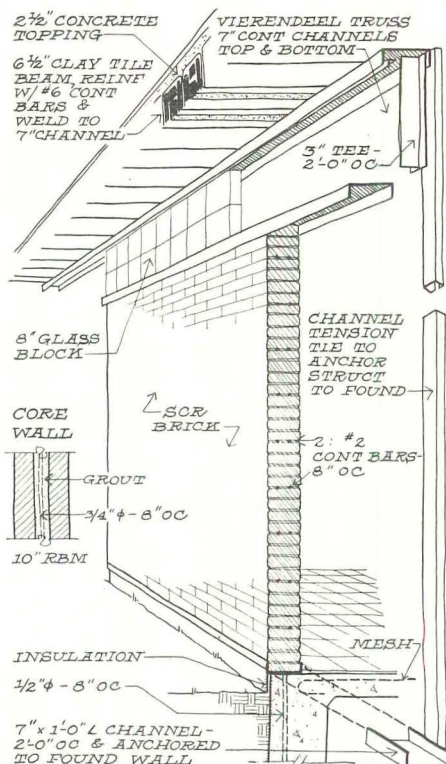 2½" CONCRETE
TOPPING
6½" CLAY TILE
BEAM REINF
W/ #6 CONT
BARS &
WELD TO
7" CHANNEL
VIERENDEEL TRUSS
7" CONT CHANNELS
TOP & BOTTOM
3" TEE-
2'-0" OC
8" GLASS
BLOCK
CHANNEL
TENSION
TIE TO
ANCHOR
STRUCT
TO FOUND
SCR
BRICK
2: #2
CONT BARS-
8" OC
CORE
WALL
GROUT
3/4" φ - 8" OC
10" RBM
MESH
INSULATION
1/2" φ - 8" OC
7" x 1'-0" L CHANNEL-
2'-0" OC & ANCHORED
TO FOUND WALL